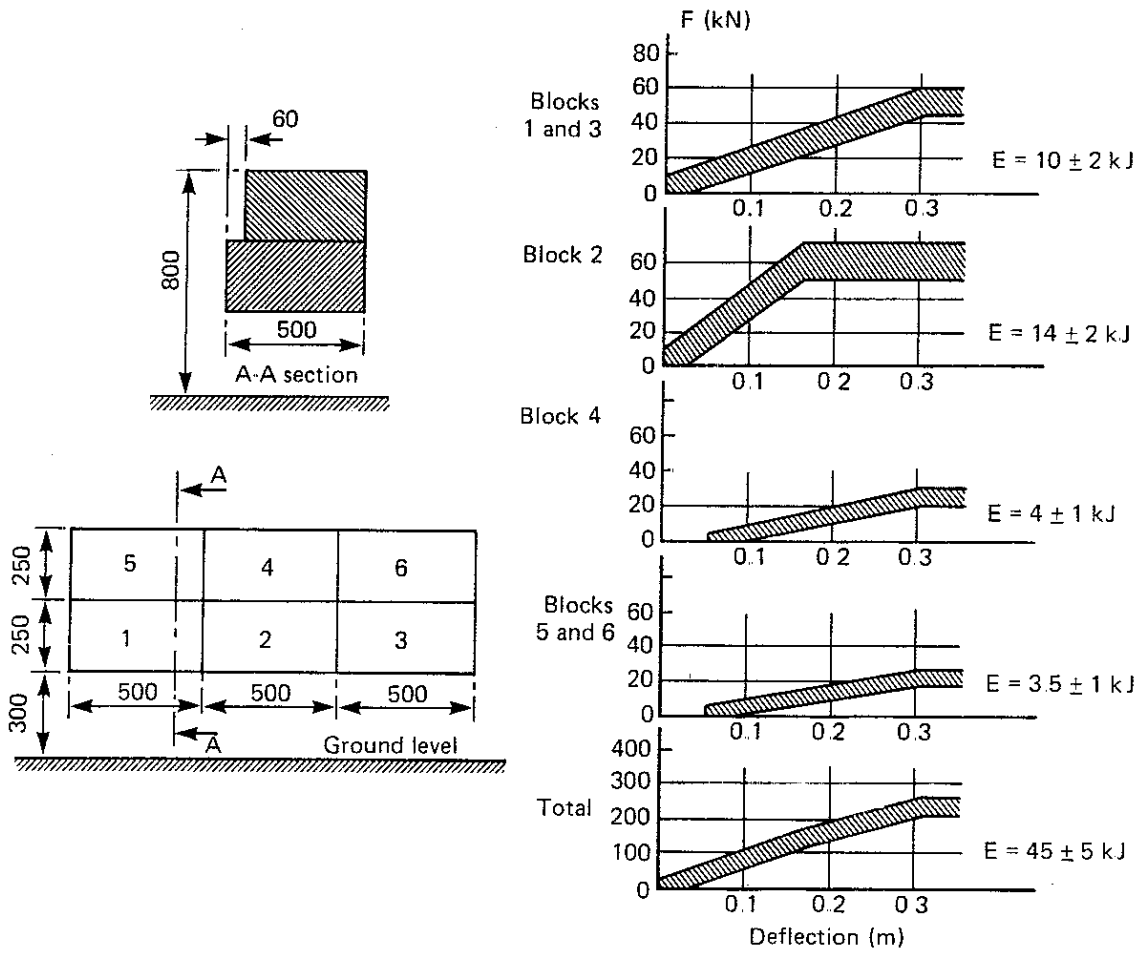 60
800
500
A-A section
A
250
5 4 6
250
1 2 3
500 500 500
300
A
Ground level
F (kN)
80
60
40
20
0
Blocks
1 and 3
E = 10 ± 2 kJ
0.1 0.2 0.3
Block 2
60
40
20
0
E = 14 ± 2 kJ
0.1 0.2 0.3
Block 4
60
40
20
0
E = 4 ± 1 kJ
0.1 0.2 0.3
Blocks
5 and 6
60
40
20
0
E = 3.5 ± 1 kJ
0.1 0.2 0.3
Total
400
300
200
100
0
E = 45 ± 5 kJ
0.1 0.2 0 3
Deflection (m)